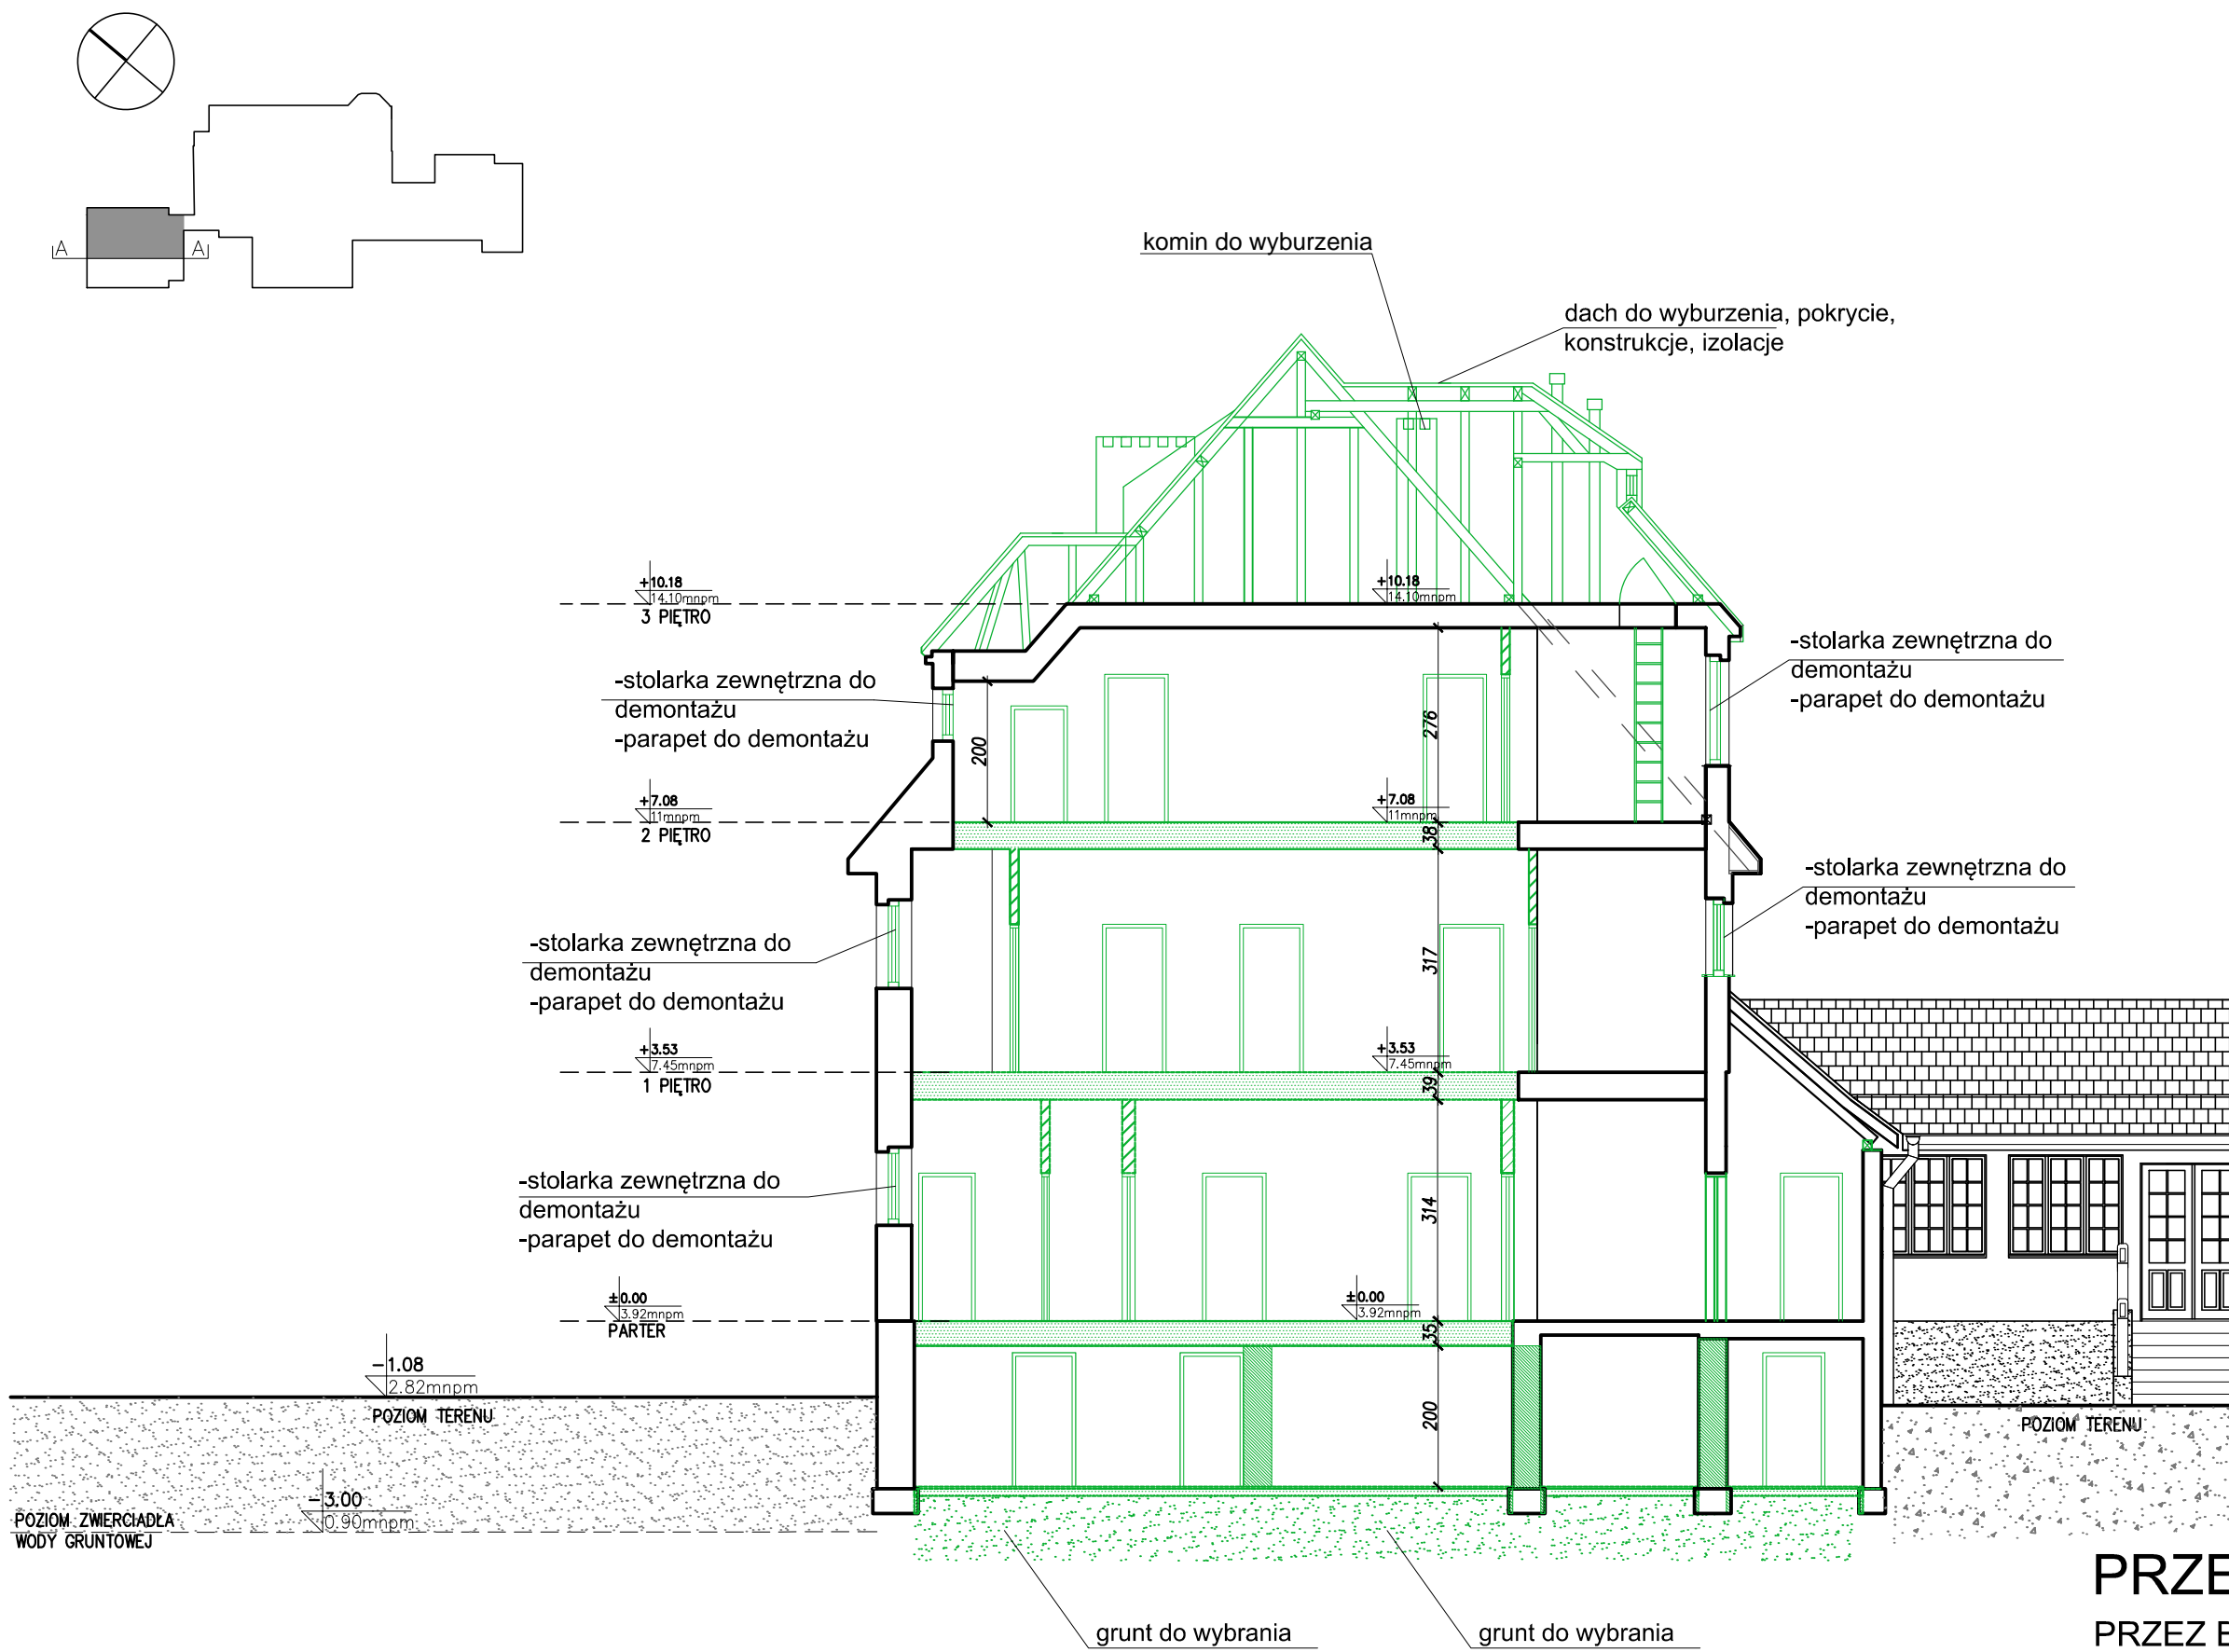 A
A
komin do wyburzenia
dach do wyburzenia, pokrycie,
konstrukcje, izolacje
+10.18
14.10mnpm
3 PIĘTRO
+10.18
14.10mnpm
-stolarka zewnętrzna do
demontażu
-parapet do demontażu
-stolarka zewnętrzna do
demontażu
-parapet do demontażu
200
276
+7.08
11mnpm
2 PIĘTRO
+7.08
11mnpm
38
-stolarka zewnętrzna do
demontażu
-parapet do demontażu
-stolarka zewnętrzna do
demontażu
-parapet do demontażu
317
+3.53
7.45mnpm
1 PIĘTRO
+3.53
7.45mnpm
39
-stolarka zewnętrzna do
demontażu
-parapet do demontażu
314
±0.00
3.92mnpm
PARTER
±0.00
3.92mnpm
35
-1.08
2.82mnpm
POZIOM TERENU
200
POZIOM TERENU
-3.00
0.90mnpm
POZIOM ZWIERCIADŁA
WODY GRUNTOWEJ
grunt do wybrania
grunt do wybrania
PRZE
PRZEZ